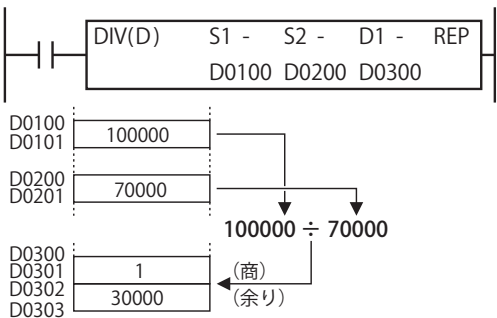 DIV(D) S1 - S2 - D1 - REP
D0100 D0200 D0300
D0100
D0101
100000
D0200
D0201
70000
100000 ÷ 70000
D0300
D0301
1
(商)
D0302
30000
(余り)
D0303